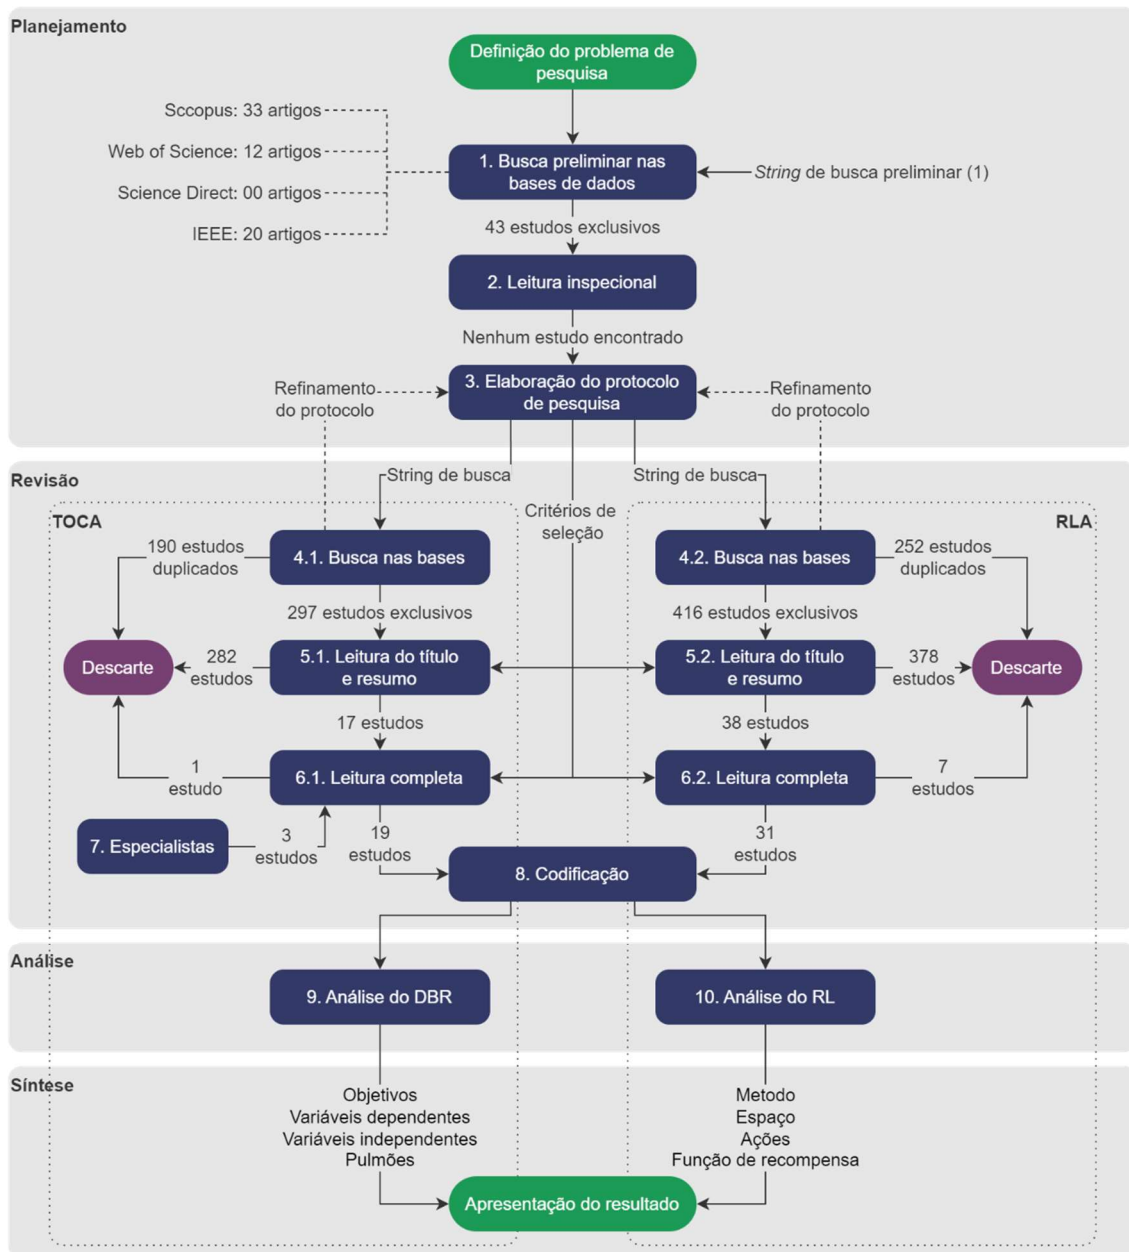 Planejamento
Definição do problema de
pesquisa
Sccopus: 33 artigos
Web of Science: 12 artigos
Science Direct: 00 artigos
IEEE: 20 artigos
1. Busca preliminar nas
bases de dados
String de busca preliminar (1)
43 estudos exclusivos
2. Leitura inspecional
Nenhum estudo encontrado
3. Elaboração do protocolo
de pesquisa
Refinamento
do protocolo
Refinamento
do protocolo
Revisão
String de busca
String de busca
TOCA
Critérios de
seleção
RLA
190 estudos
duplicados
4.1. Busca nas bases
4.2. Busca nas bases
252 estudos
duplicados
297 estudos exclusivos
416 estudos exclusivos
Descarte
282
estudos
5.1. Leitura do título
e resumo
5.2. Leitura do título
e resumo
378
estudos
Descarte
17 estudos
38 estudos
1
estudo
6.1. Leitura completa
6.2. Leitura completa
7
estudos
7. Especialistas
3
estudos
19
estudos
31
estudos
8. Codificação
Análise
9. Análise do DBR
10. Análise do RL
Síntese
Objetivos
Variáveis dependentes
Variáveis independentes
Pulmões
Metodo
Espaço
Ações
Função de recompensa
Apresentação do resultado